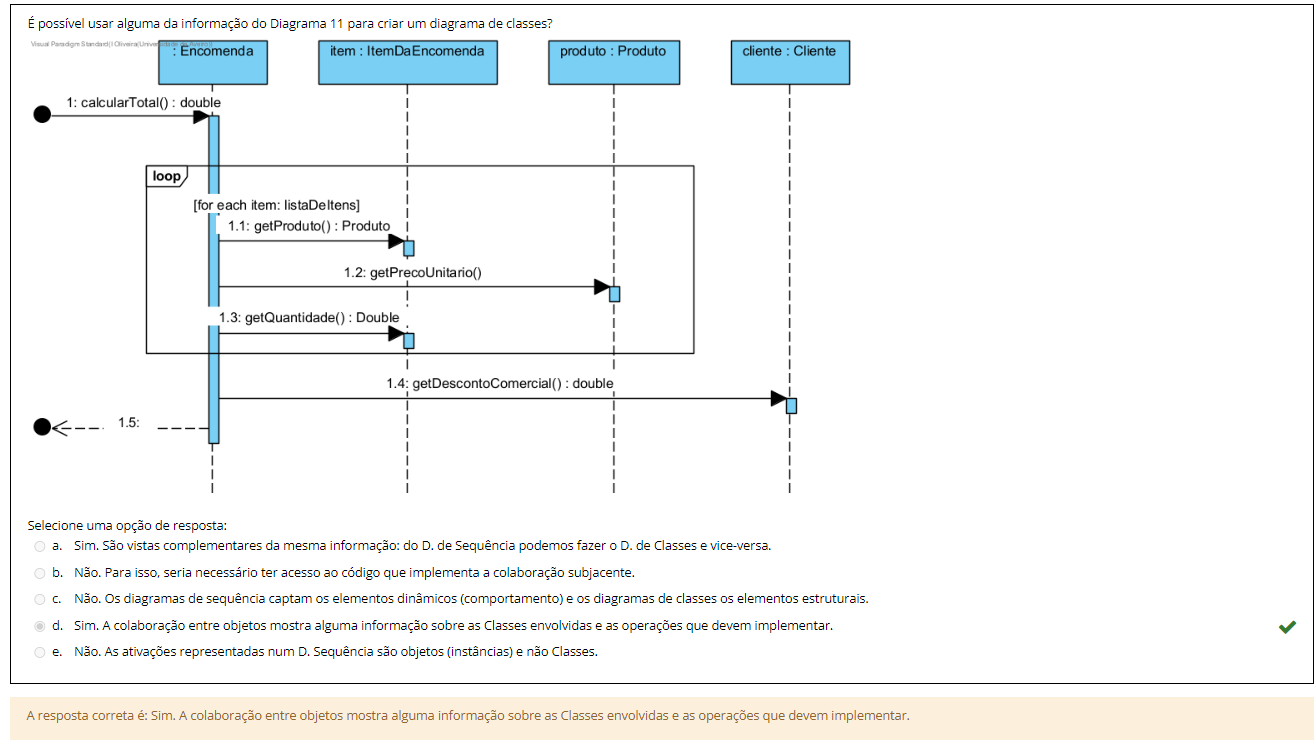 É possível usar alguma da informação do Diagrama 11 para criar um diagrama de classes?
Visual Paradigm Standard(I Oliveira(Universidade de Aveiro))
: Encomenda
item : ItemDaEncomenda
produto : Produto
cliente : Cliente
1: calcularTotal() : double
loop
[for each item: listaDeItens]
1.1: getProduto() : Produto
1.2: getPrecoUnitario()
1.3: getQuantidade() : Double
1.4: getDescontoComercial() : double
1.5:
Selecione uma opção de resposta:
a. Sim. São vistas complementares da mesma informação: do D. de Sequência podemos fazer o D. de Classes e vice-versa.
b. Não. Para isso, seria necessário ter acesso ao código que implementa a colaboração subjacente.
c. Não. Os diagramas de sequência captam os elementos dinâmicos (comportamento) e os diagramas de classes os elementos estruturais.
d. Sim. A colaboração entre objetos mostra alguma informação sobre as Classes envolvidas e as operações que devem implementar.
e. Não. As ativações representadas num D. Sequência são objetos (instâncias) e não Classes.
A resposta correta é: Sim. A colaboração entre objetos mostra alguma informação sobre as Classes envolvidas e as operações que devem implementar.